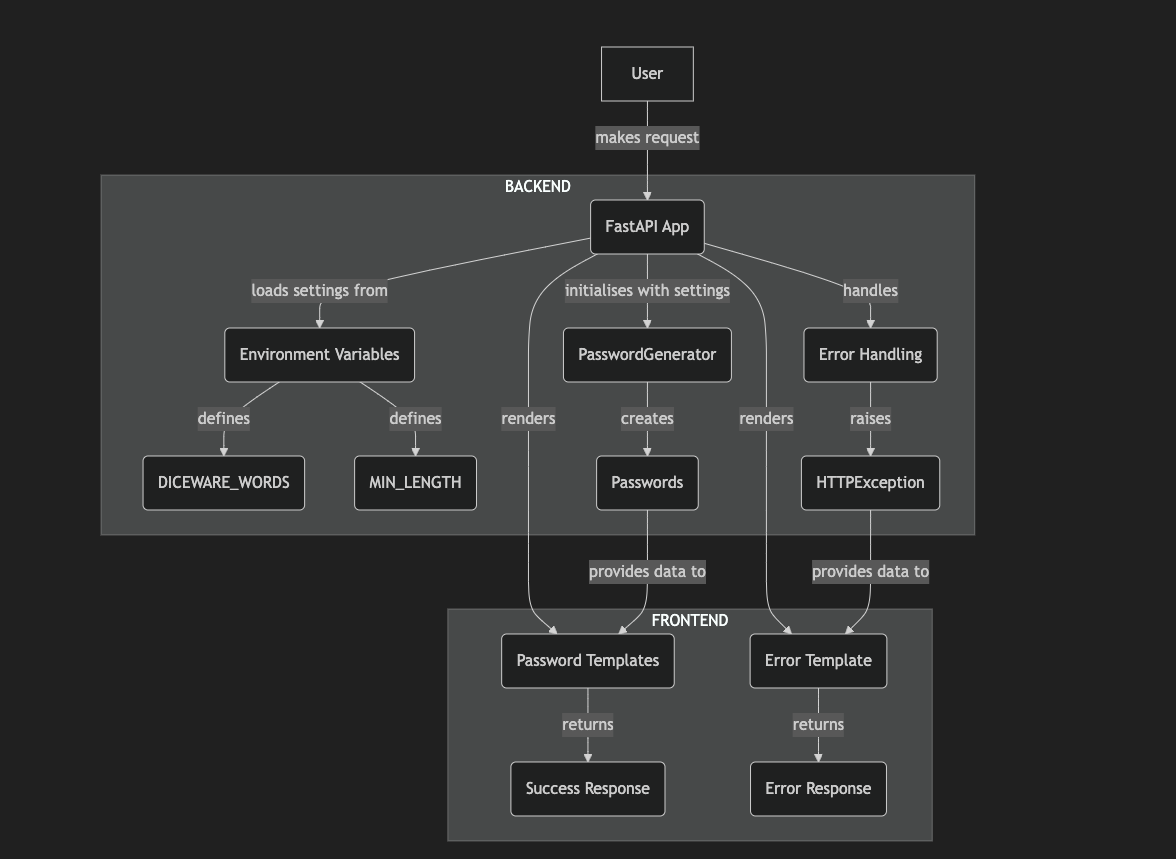 User
makes request
BACKEND
FastAPI App
loads settings from
initialises with settings
handles
Environment Variables
PasswordGenerator
Error Handling
defines
defines
renders
creates
renders
raises
DICEWARE_WORDS
MIN_LENGTH
Passwords
HTTPException
provides data to
provides data to
FRONTEND
Password Templates
Error Template
returns
returns
Success Response
Error Response